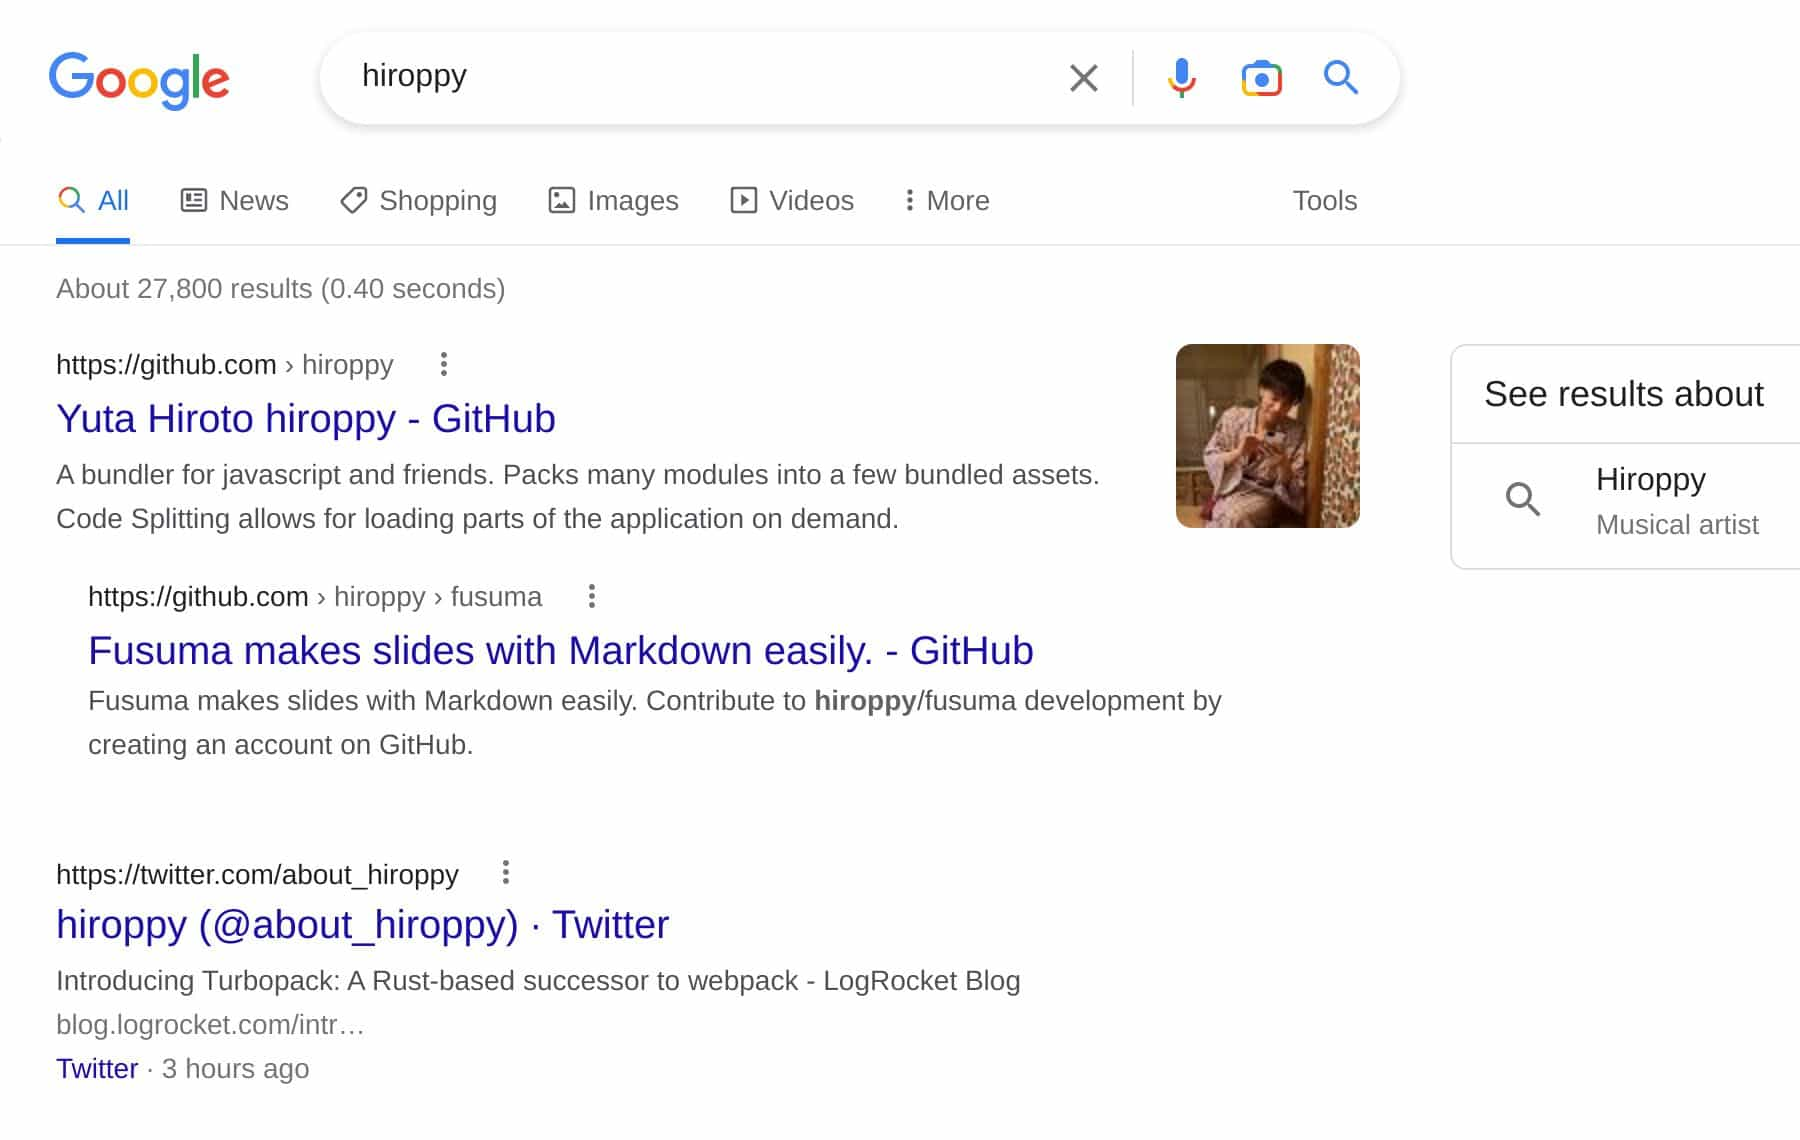 Google
hiroppy
All
News
Shopping
Images
Videos
More
Tools
About 27,800 results (0.40 seconds)
https://github.com › hiroppy
Yuta Hiroto hiroppy - GitHub
A bundler for javascript and friends. Packs many modules into a few bundled assets.
Code Splitting allows for loading parts of the application on demand.
https://github.com › hiroppy › fusuma
Fusuma makes slides with Markdown easily. - GitHub
Fusuma makes slides with Markdown easily. Contribute to hiroppy/fusuma development by
creating an account on GitHub.
https://twitter.com/about_hiroppy
hiroppy (@about_hiroppy) · Twitter
Introducing Turbopack: A Rust-based successor to webpack - LogRocket Blog
blog.logrocket.com/intr…
Twitter · 3 hours ago
See results about
Hiroppy
Musical artist